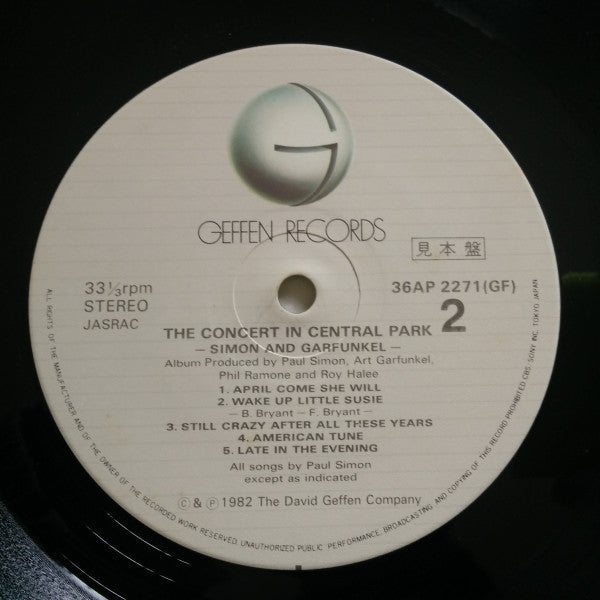 GEFFEN RECORDS
見本盤
33⅓rpm
STEREO
JASRAC
36AP 2271(GF)
2
THE CONCERT IN CENTRAL PARK
— SIMON AND GARFUNKEL —
Album Produced by Paul Simon, Art Garfunkel,
Phil Ramone and Roy Halee
1. APRIL COME SHE WILL
2. WAKE UP LITTLE SUSIE
– B. Bryant – F. Bryant –
3. STILL CRAZY AFTER ALL THESE YEARS
4. AMERICAN TUNE
5. LATE IN THE EVENING
All songs by Paul Simon
except as indicated
Ⓒ & Ⓟ 1982 The David Geffen Company
ALL RIGHTS OF THE MANUFACTURER AND OF THE OWNER OF THE RECORDED WORK RESERVED. UNAUTHORIZED PUBLIC PERFORMANCE, BROADCASTING AND COPYING OF THIS RECORD PROHIBITED. CBS/SONY INC. TOKYO JAPAN